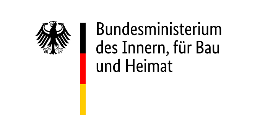 Bundesministerium
des Innern, für Bau
und Heimat